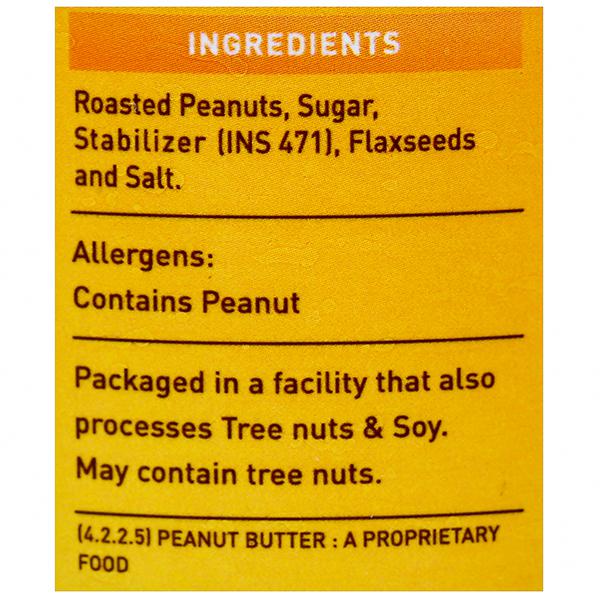 INGREDIENTS
Roasted Peanuts, Sugar,
Stabilizer (INS 471), Flaxseeds
and Salt.
Allergens:
Contains Peanut
Packaged in a facility that also
processes Tree nuts & Soy.
May contain tree nuts.
(4.2.2.5) PEANUT BUTTER : A PROPRIETARY
FOOD